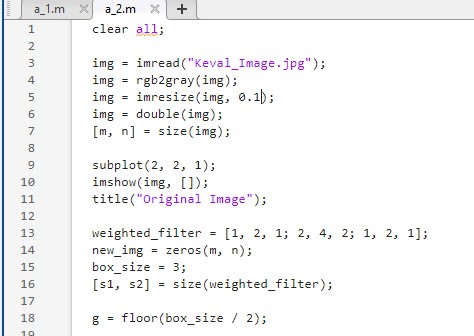 a_1.m × a_2.m × +
1 clear all;
2
3 img = imread("Keval_Image.jpg");
4 img = rgb2gray(img);
5 img = imresize(img, 0.1);
6 img = double(img);
7 [m, n] = size(img);
8
9 subplot(2, 2, 1);
10 imshow(img, []);
11 title("Original Image");
12
13 weighted_filter = [1, 2, 1; 2, 4, 2; 1, 2, 1];
14 new_img = zeros(m, n);
15 box_size = 3;
16 [s1, s2] = size(weighted_filter);
17
18 g = floor(box_size / 2);
19